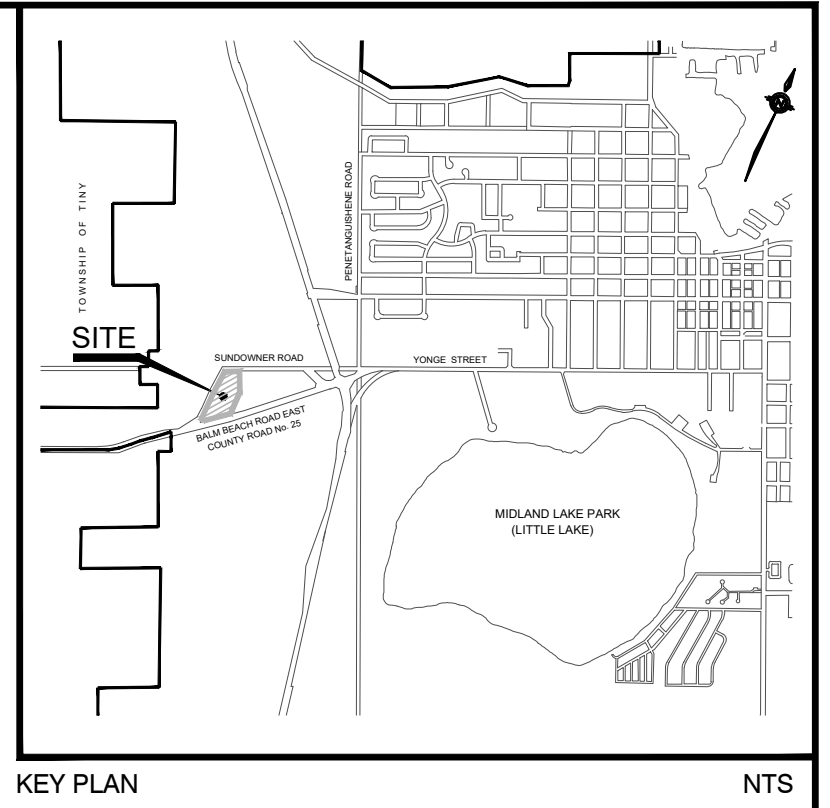 TOWNSHIP OF TINY
PENETANGUISHENE ROAD
SITE
SUNDOWNER ROAD
YONGE STREET
BALM BEACH ROAD EAST
COUNTY ROAD No. 25
MIDLAND LAKE PARK
(LITTLE LAKE)
KEY PLAN
NTS